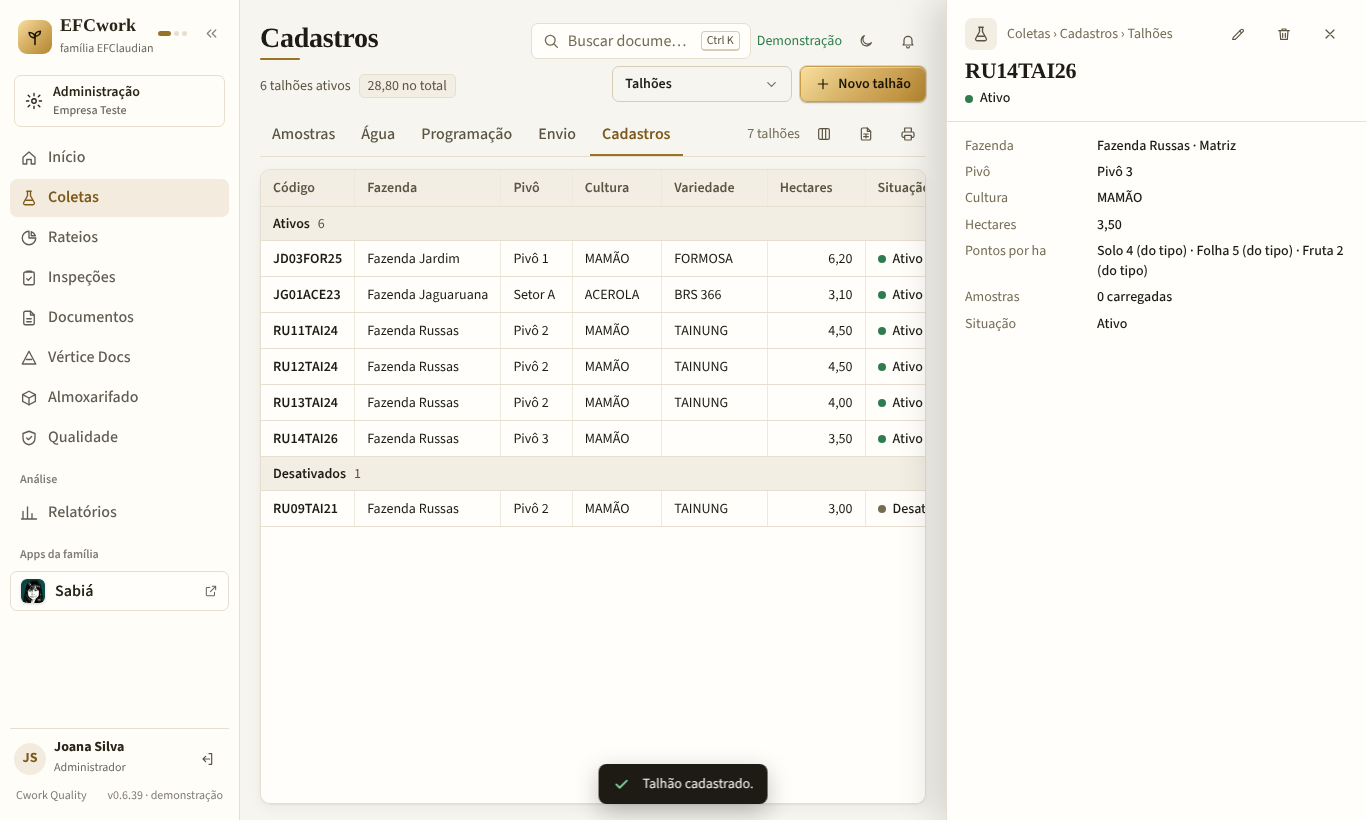 EFCwork
família EFClaudian
Administração
Empresa Teste
Início
Coletas
Rateios
Inspeções
Documentos
Vértice Docs
Almoxarifado
Qualidade
Análise
Relatórios
Apps da família
Sabiá
JS
Joana Silva
Administrador
Cwork Quality v0.6.39 · demonstração
Cadastros
Buscar docume… Ctrl K
Demonstração
6 talhões ativos 28,80 no total
Talhões
Novo talhão
Amostras Água Programação Envio Cadastros 7 talhões
Código Fazenda Pivô Cultura Variedade Hectares Situaçã
Ativos 6
JD03FOR25 Fazenda Jardim Pivô 1 MAMÃO FORMOSA 6,20 Ativo
JG01ACE23 Fazenda Jaguaruana Setor A ACEROLA BRS 366 3,10 Ativo
RU11TAI24 Fazenda Russas Pivô 2 MAMÃO TAINUNG 4,50 Ativo
RU12TAI24 Fazenda Russas Pivô 2 MAMÃO TAINUNG 4,50 Ativo
RU13TAI24 Fazenda Russas Pivô 2 MAMÃO TAINUNG 4,00 Ativo
RU14TAI26 Fazenda Russas Pivô 3 MAMÃO 3,50 Ativo
Desativados 1
RU09TAI21 Fazenda Russas Pivô 2 MAMÃO TAINUNG 3,00 Desat
Talhão cadastrado.
Coletas › Cadastros › Talhões
RU14TAI26
Ativo
Fazenda Fazenda Russas · Matriz
Pivô Pivô 3
Cultura MAMÃO
Hectares 3,50
Pontos por ha Solo 4 (do tipo) · Folha 5 (do tipo) · Fruta 2
(do tipo)
Amostras 0 carregadas
Situação Ativo